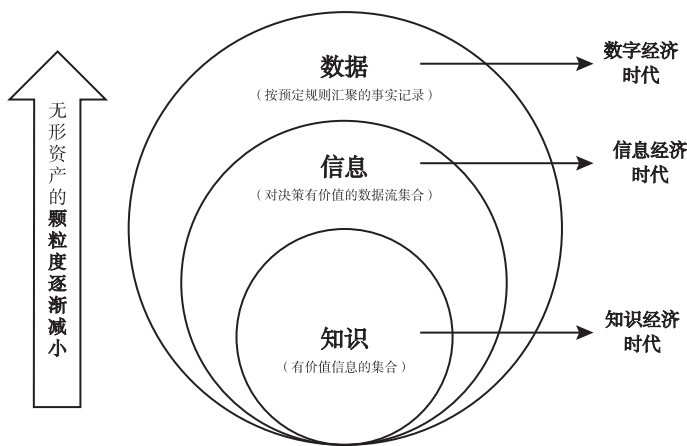 数据
（按预定规则汇聚的事实记录）
数字经济
时代
信息
（对决策有价值的数据流集合）
信息经济
时代
知识
（有价值信息的集合）
知识经济
时代
无形资产的颗粒度逐渐减小